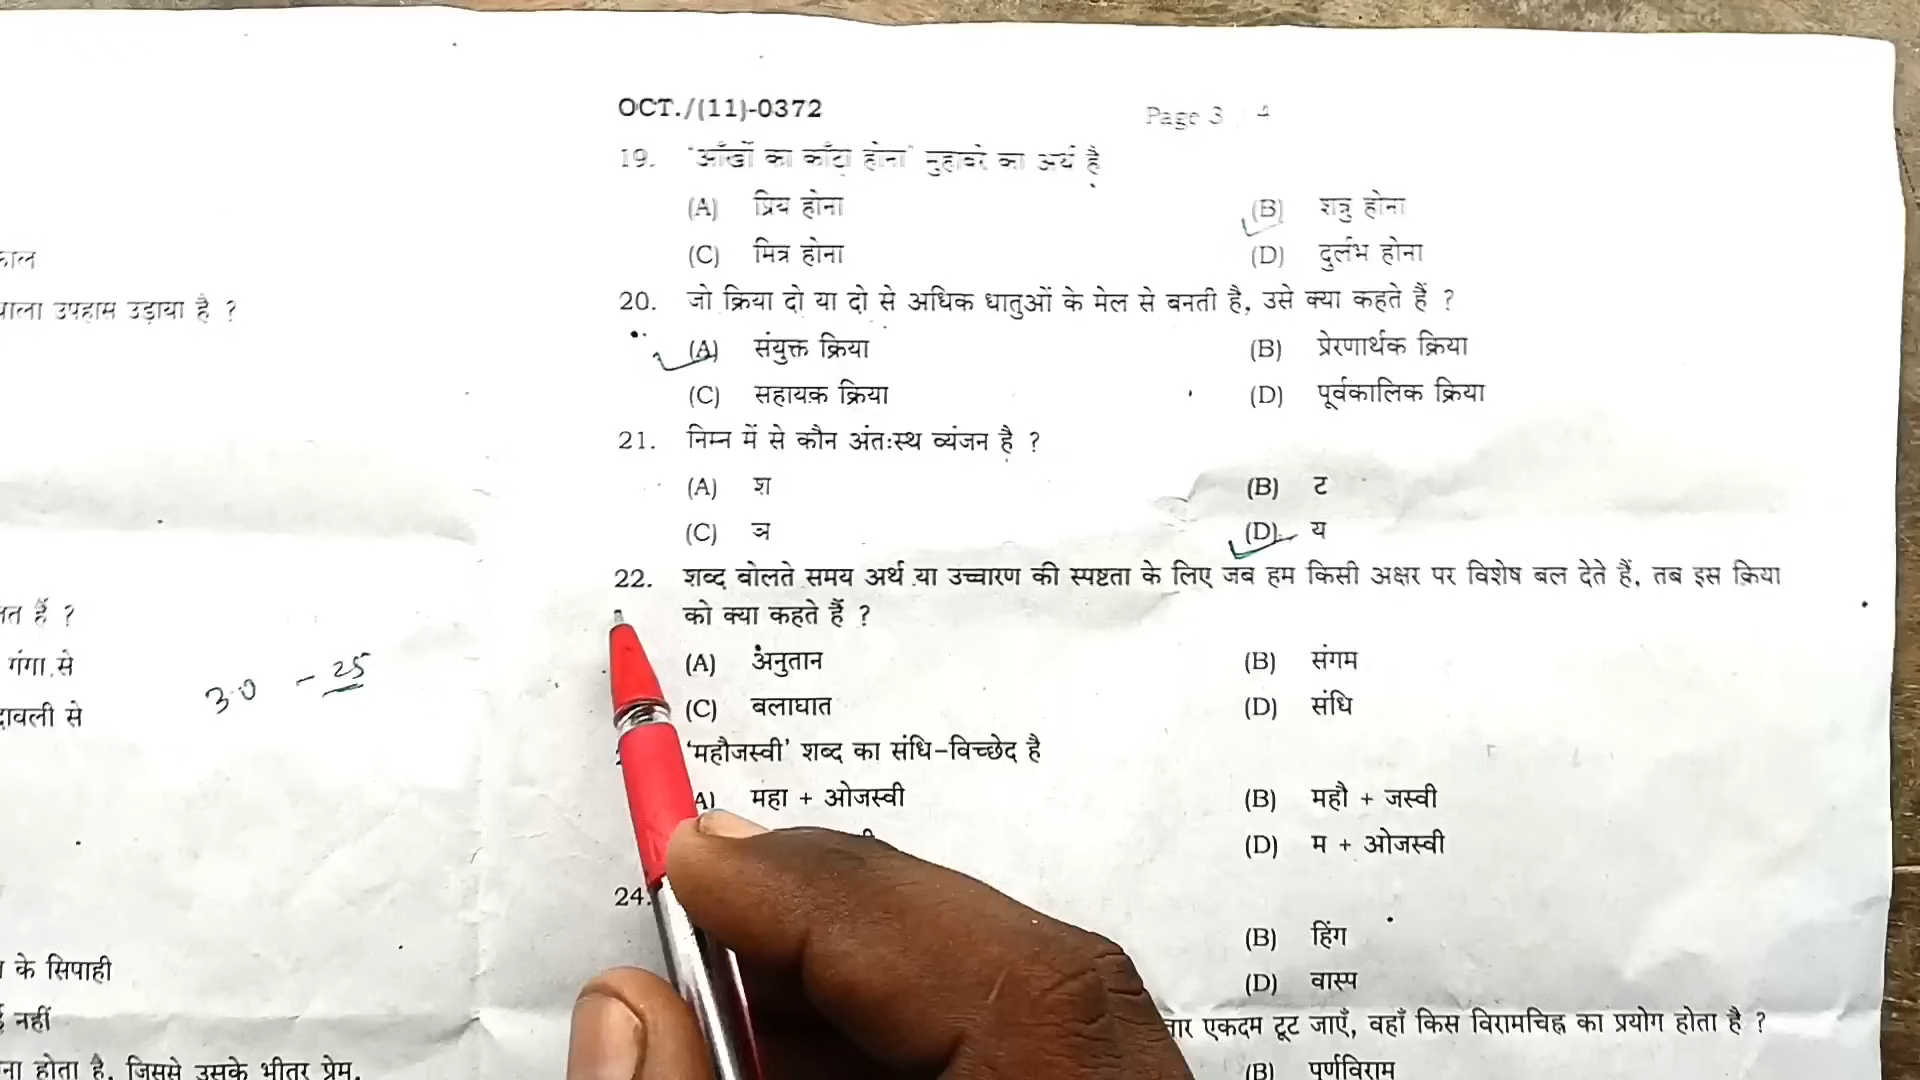 OCT./(11)-0372
Page 3 / 4
19. "आँखों का काँटा होना" मुहावरे का अर्थ है
(A) प्रिय होना
(B) शत्रु होना
(C) मित्र होना
(D) दुर्लभ होना
20. जो क्रिया दो या दो से अधिक धातुओं के मेल से बनती है, उसे क्या कहते हैं ?
(A) संयुक्त क्रिया
(B) प्रेरणार्थक क्रिया
(C) सहायक क्रिया
(D) पूर्वकालिक क्रिया
21. निम्न में से कौन अंतःस्थ व्यंजन है ?
(A) श
(B) ट
(C) ञ
(D) य
22. शब्द बोलते समय अर्थ या उच्चारण की स्पष्टता के लिए जब हम किसी अक्षर पर विशेष बल देते हैं, तब इस क्रिया
को क्या कहते हैं ?
(A) अनुतान
(B) संगम
(C) बलाघात
(D) संधि
'महौजस्वी' शब्द का संधि-विच्छेद है
A) महा + ओजस्वी
(B) महौ + जस्वी
(D) म + ओजस्वी
24.
(B) हिंग
(D) वास्प
एकदम टूट जाएँ, वहाँ किस विरामचिह्न का प्रयोग होता है ?
(B) पूर्णविराम
उपहास उड़ाया है ?
हैं ?
गंगा से
से
30 - 25
के सिपाही
नहीं
होता है, जिससे उसके भीतर प्रेम,